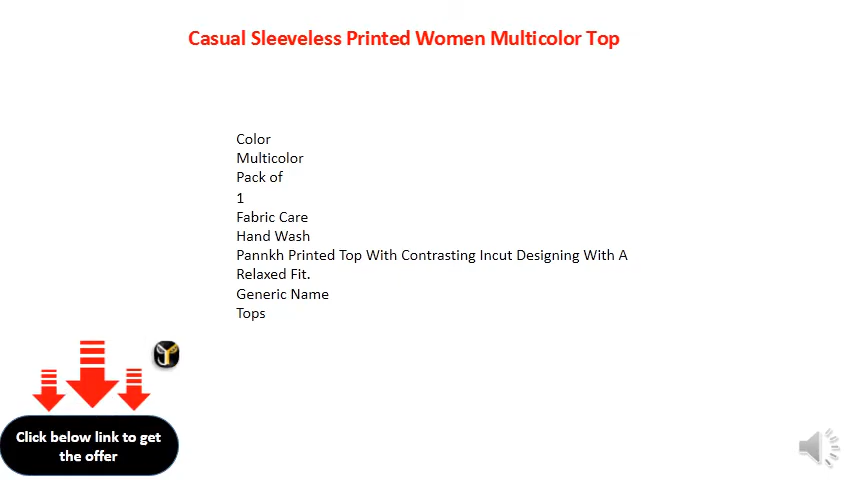 Casual Sleeveless Printed Women Multicolor Top
Color
Multicolor
Pack of
1
Fabric Care
Hand Wash
Pannkh Printed Top With Contrasting Incut Designing With A
Relaxed Fit.
Generic Name
Tops
Click below link to get
the offer